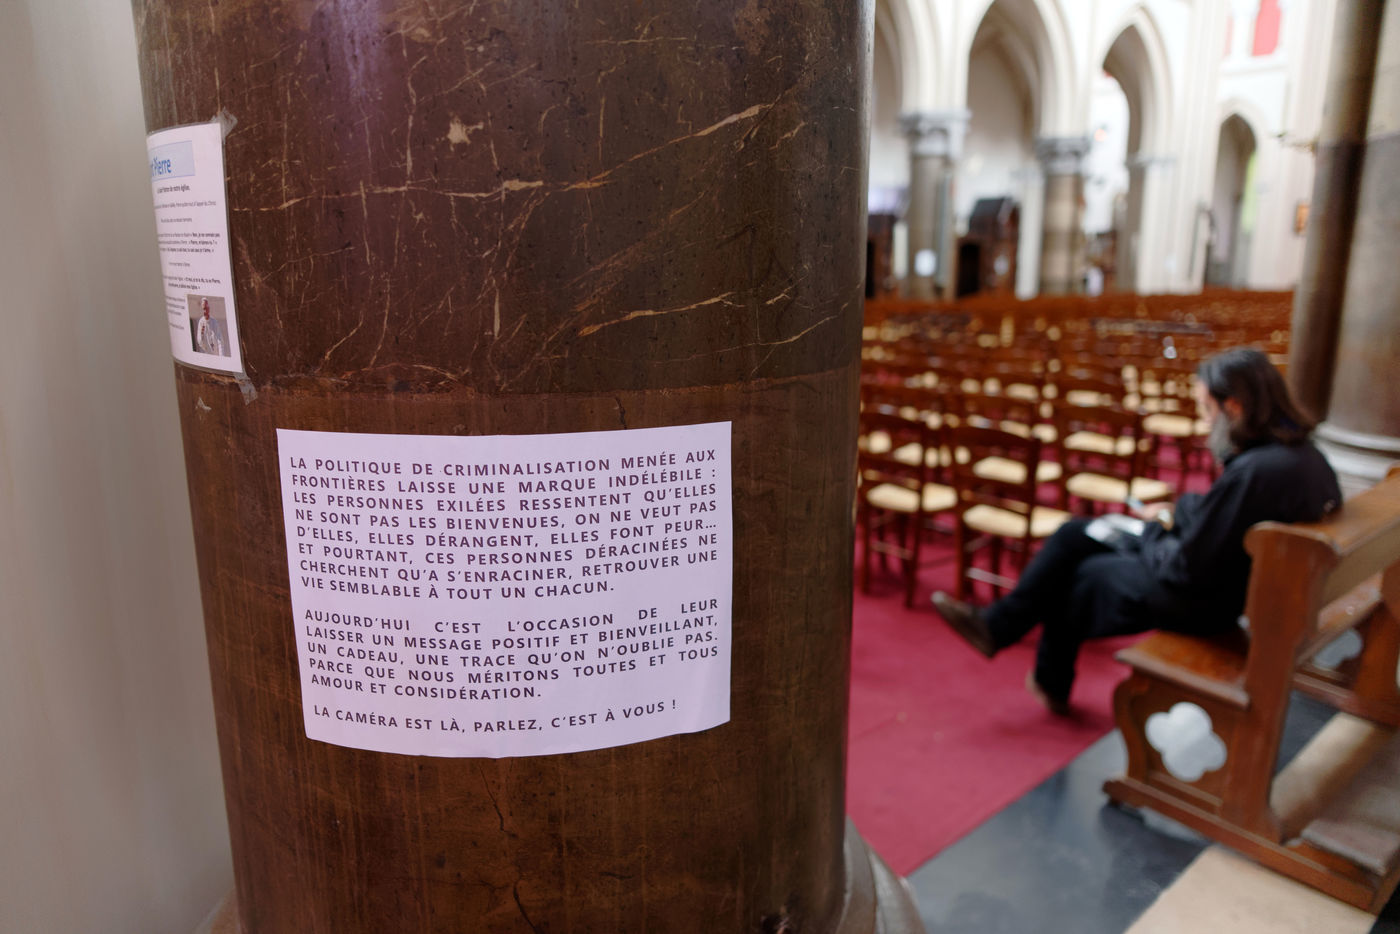 Pierre
LA POLITIQUE DE CRIMINALISATION MENÉE AUX
FRONTIÈRES LAISSE UNE MARQUE INDÉLÉBILE :
LES PERSONNES EXILÉES RESSENTENT QU'ELLES
NE SONT PAS LES BIENVENUES, ON NE VEUT PAS
D'ELLES, ELLES DÉRANGENT, ELLES FONT PEUR...
ET POURTANT, CES PERSONNES DÉRACINÉES NE
CHERCHENT QU'A S'ENRACINER, RETROUVER UNE
VIE SEMBLABLE À TOUT UN CHACUN.
AUJOURD'HUI C'EST L'OCCASION DE LEUR
LAISSER UN MESSAGE POSITIF ET BIENVEILLANT,
UN CADEAU, UNE TRACE QU'ON N'OUBLIE PAS.
PARCE QUE NOUS MÉRITONS TOUTES ET TOUS
AMOUR ET CONSIDÉRATION.
LA CAMÉRA EST LÀ, PARLEZ, C'EST À VOUS !